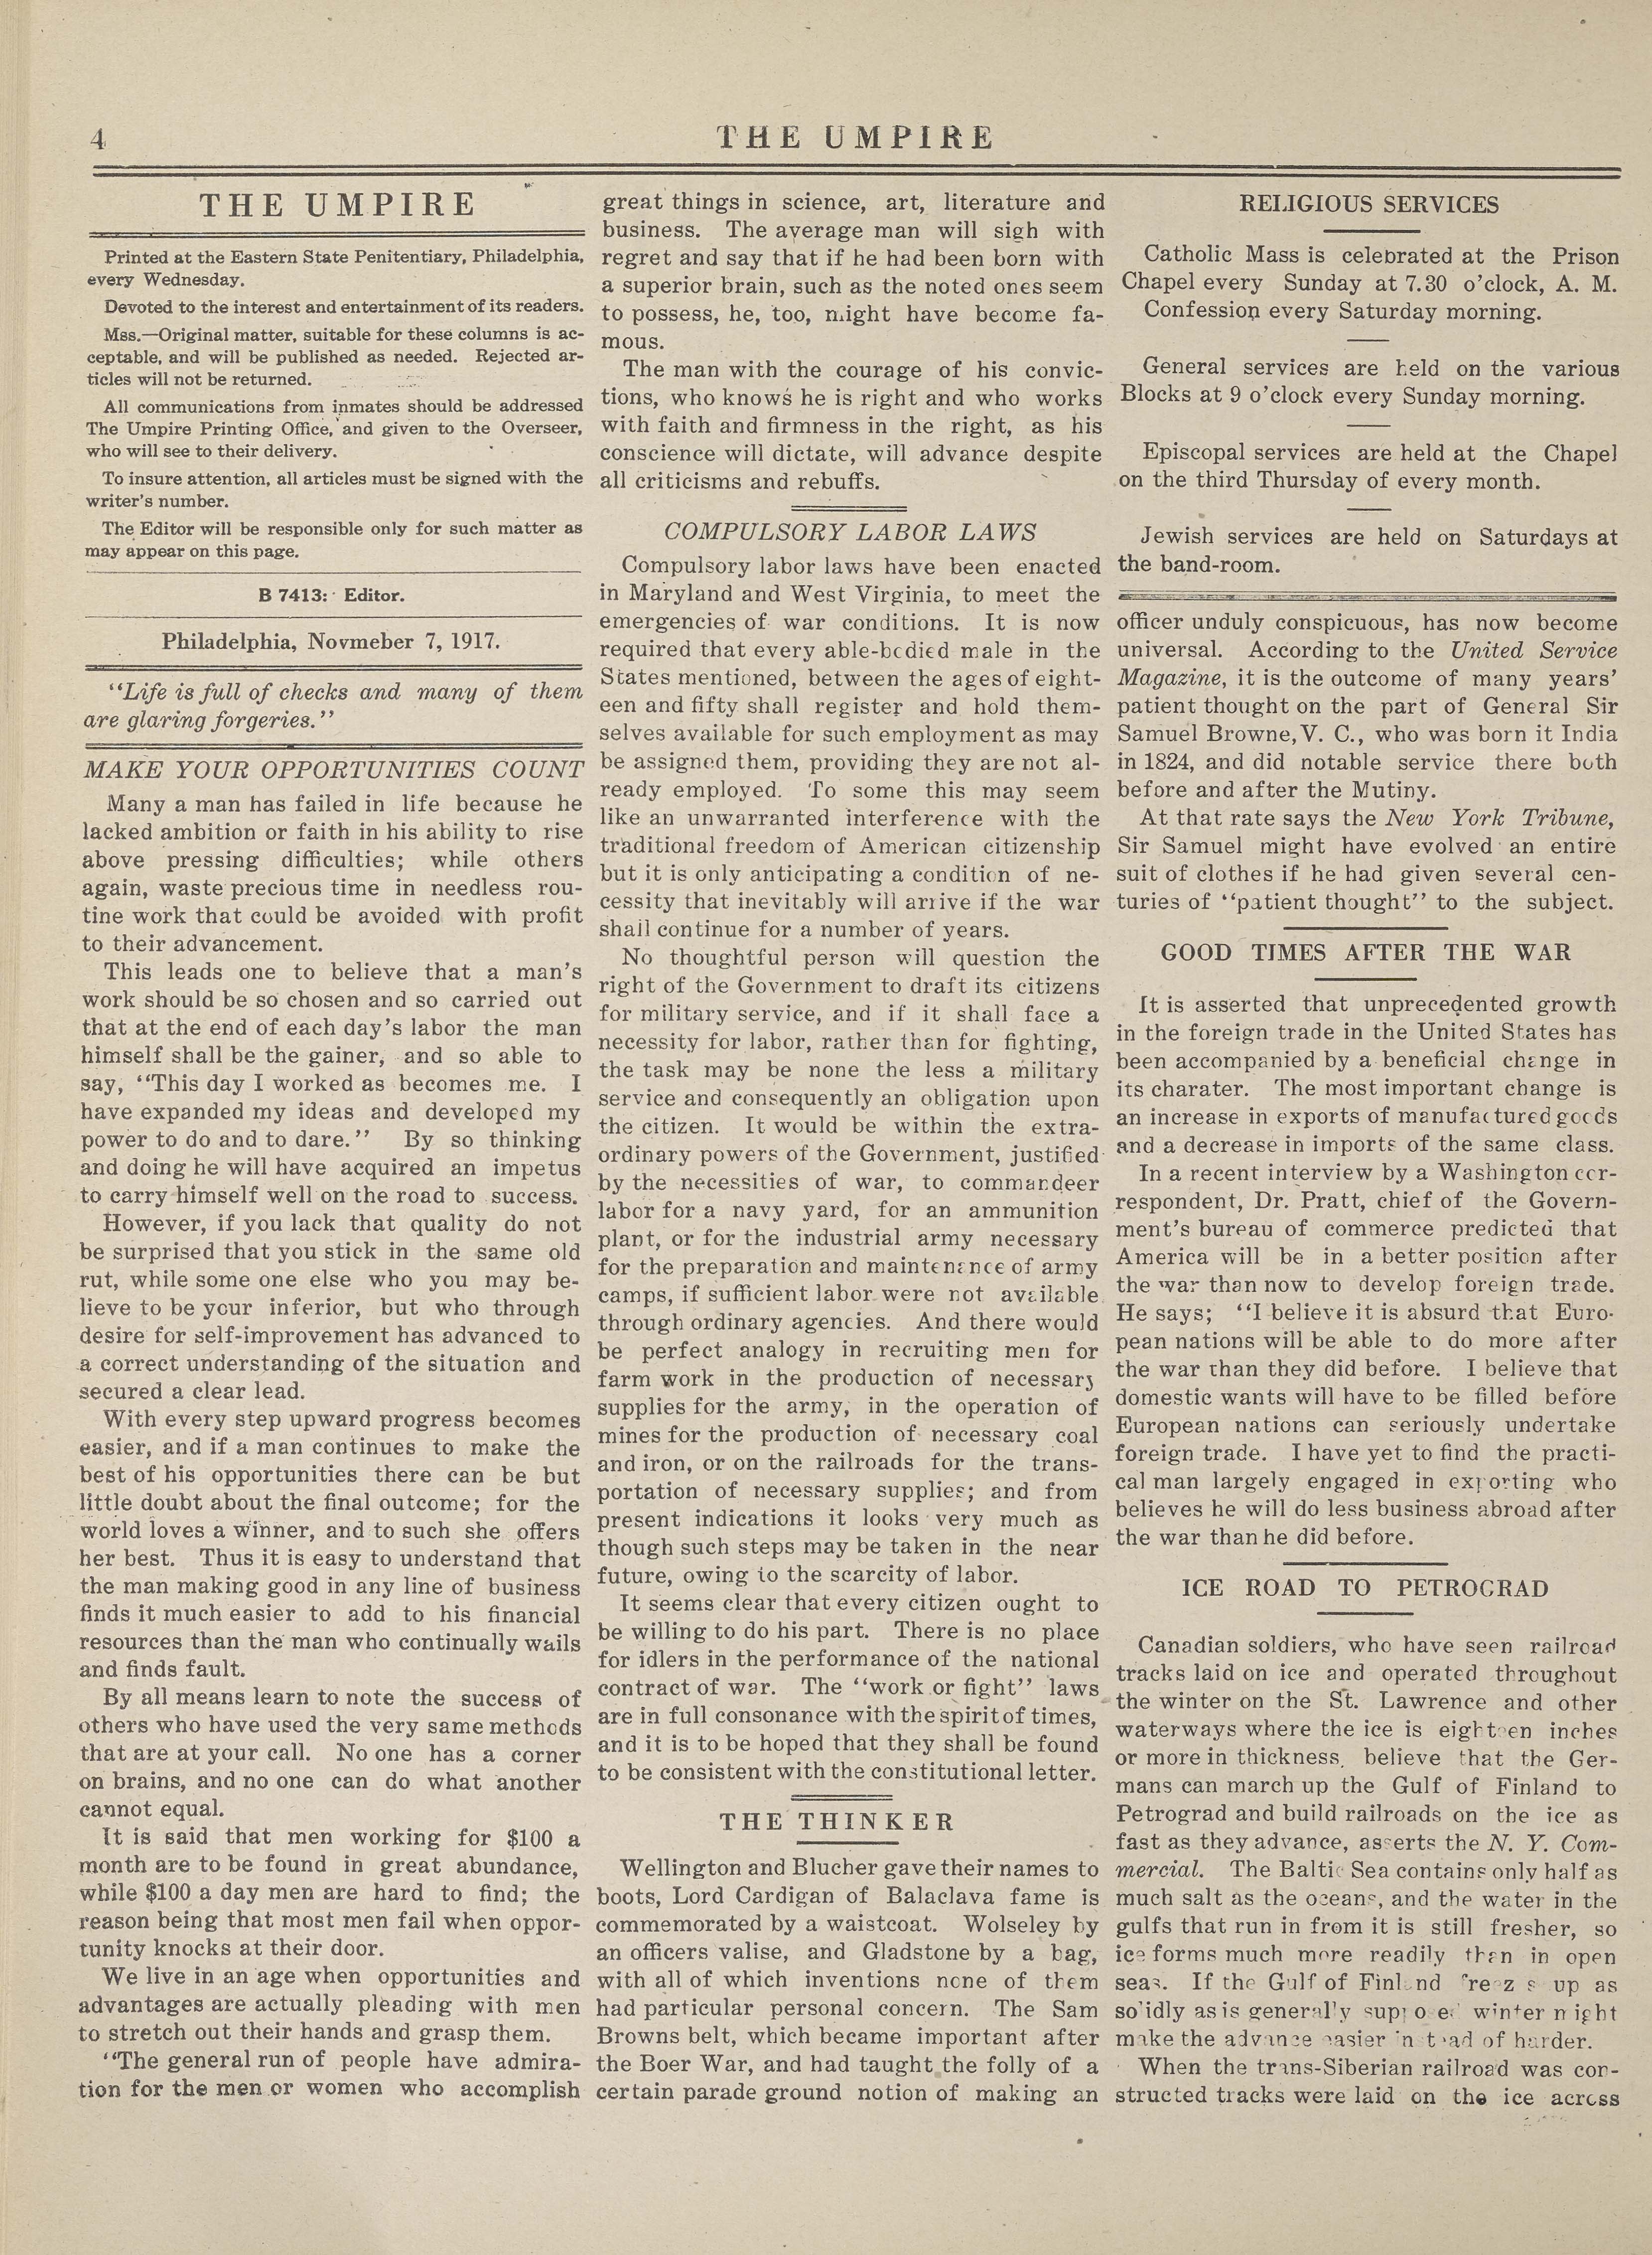 4
THE UMPIRE
THE UMPIRE
Printed at the Eastern State Penitentiary, Philadelphia,
every Wednesday.
Devoted to the interest and entertainment of its readers.
Mss.—Original matter, suitable for these columns is ac-
ceptable, and will be published as needed. Rejected ar-
ticles will not be returned.
All communications from inmates should be addressed
The Umpire Printing Office, and given to the Overseer,
who will see to their delivery.
To insure attention, all articles must be signed with the
writer's number.
The Editor will be responsible only for such matter as
may appear on this page.
B 7413: Editor.
Philadelphia, Novmeber 7, 1917.
"Life is full of checks and many of them
are glaring forgeries."
MAKE YOUR OPPORTUNITIES COUNT
Many a man has failed in life because he
lacked ambition or faith in his ability to rise
above pressing difficulties; while others
again, waste precious time in needless rou-
tine work that could be avoided with profit
to their advancement.
This leads one to believe that a man's
work should be so chosen and so carried out
that at the end of each day's labor the man
himself shall be the gainer, and so able to
say, "This day I worked as becomes me. I
have expanded my ideas and developed my
power to do and to dare." By so thinking
and doing he will have acquired an impetus
to carry himself well on the road to success.
However, if you lack that quality do not
be surprised that you stick in the same old
rut, while some one else who you may be-
lieve to be your inferior, but who through
desire for self-improvement has advanced to
a correct understanding of the situation and
secured a clear lead.
With every step upward progress becomes
easier, and if a man continues to make the
best of his opportunities there can be but
little doubt about the final outcome; for the
world loves a winner, and to such she offers
her best. Thus it is easy to understand that
the man making good in any line of business
finds it much easier to add to his financial
resources than the man who continually wails
and finds fault.
By all means learn to note the success of
others who have used the very same methods
that are at your call. No one has a corner
on brains, and no one can do what another
cannot equal.
It is said that men working for $100 a
month are to be found in great abundance,
while $100 a day men are hard to find; the
reason being that most men fail when oppor-
tunity knocks at their door.
We live in an age when opportunities and
advantages are actually pleading with men
to stretch out their hands and grasp them.
"The general run of people have admira-
tion for the men or women who accomplish
great things in science, art, literature and
business. The average man will sigh with
regret and say that if he had been born with
a superior brain, such as the noted ones seem
to possess, he, too, might have become fa-
mous.
The man with the courage of his convic-
tions, who knows he is right and who works
with faith and firmness in the right, as his
conscience will dictate, will advance despite
all criticisms and rebuffs.
COMPULSORY LABOR LAWS
Compulsory labor laws have been enacted
in Maryland and West Virginia, to meet the
emergencies of war conditions. It is now
required that every able-bodied male in the
States mentioned, between the ages of eight-
een and fifty shall register and hold them-
selves available for such employment as may
be assigned them, providing they are not al-
ready employed. To some this may seem
like an unwarranted interference with the
traditional freedom of American citizenship
but it is only anticipating a condition of ne-
cessity that inevitably will arrive if the war
shall continue for a number of years.
No thoughtful person will question the
right of the Government to draft its citizens
for military service, and if it shall face a
necessity for labor, rather than for fighting,
the task may be none the less a military
service and consequently an obligation upon
the citizen. It would be within the extra-
ordinary powers of the Government, justified
by the necessities of war, to commandeer
labor for a navy yard, for an ammunition
plant, or for the industrial army necessary
for the preparation and maintenance of army
camps, if sufficient labor were not available
through ordinary agencies. And there would
be perfect analogy in recruiting men for
farm work in the production of necessary
supplies for the army, in the operation of
mines for the production of necessary coal
and iron, or on the railroads for the trans-
portation of necessary supplies; and from
present indications it looks very much as
though such steps may be taken in the near
future, owing to the scarcity of labor.
It seems clear that every citizen ought to
be willing to do his part. There is no place
for idlers in the performance of the national
contract of war. The "work or fight" laws
are in full consonance with the spirit of times,
and it is to be hoped that they shall be found
to be consistent with the constitutional letter.
THE THINKER
Wellington and Blucher gave their names to
boots, Lord Cardigan of Balaclava fame is
commemorated by a waistcoat. Wolseley by
an officers valise, and Gladstone by a bag,
with all of which inventions none of them
had particular personal concern. The Sam
Browns belt, which became important after
the Boer War, and had taught the folly of a
certain parade ground notion of making an
RELIGIOUS SERVICES
Catholic Mass is celebrated at the Prison
Chapel every Sunday at 7.30 o'clock, A. M.
Confession every Saturday morning.
General services are held on the various
Blocks at 9 o'clock every Sunday morning.
Episcopal services are held at the Chapel
on the third Thursday of every month.
Jewish services are held on Saturdays at
the band-room.
officer unduly conspicuous, has now become
universal. According to the United Service
Magazine, it is the outcome of many years'
patient thought on the part of General Sir
Samuel Browne, V. C., who was born it India
in 1824, and did notable service there both
before and after the Mutiny.
At that rate says the New York Tribune,
Sir Samuel might have evolved an entire
suit of clothes if he had given several cen-
turies of "patient thought" to the subject.
GOOD TIMES AFTER THE WAR
It is asserted that unprecedented growth
in the foreign trade in the United States has
been accompanied by a beneficial change in
its charater. The most important change is
an increase in exports of manufactured goods
and a decrease in imports of the same class.
In a recent interview by a Washington cor-
respondent, Dr. Pratt, chief of the Govern-
ment's bureau of commerce predicted that
America will be in a better position after
the war than now to develop foreign trade.
He says; "I believe it is absurd that Euro-
pean nations will be able to do more after
the war than they did before. I believe that
domestic wants will have to be filled before
European nations can seriously undertake
foreign trade. I have yet to find the practi-
cal man largely engaged in exporting who
believes he will do less business abroad after
the war than he did before.
ICE ROAD TO PETROGRAD
Canadian soldiers, who have seen railroad
tracks laid on ice and operated throughout
the winter on the St. Lawrence and other
waterways where the ice is eighteen inches
or more in thickness, believe that the Ger-
mans can march up the Gulf of Finland to
Petrograd and build railroads on the ice as
fast as they advance, asserts the N. Y. Com-
mercial. The Baltic Sea contains only half as
much salt as the oceans, and the water in the
gulfs that run in from it is still fresher, so
ice forms much more readily than in open
seas. If the Gulf of Finland freezes up as
solidly as is generally supposed winter might
make the advance easier instead of harder.
When the trans-Siberian railroad was con-
structed tracks were laid on the ice across